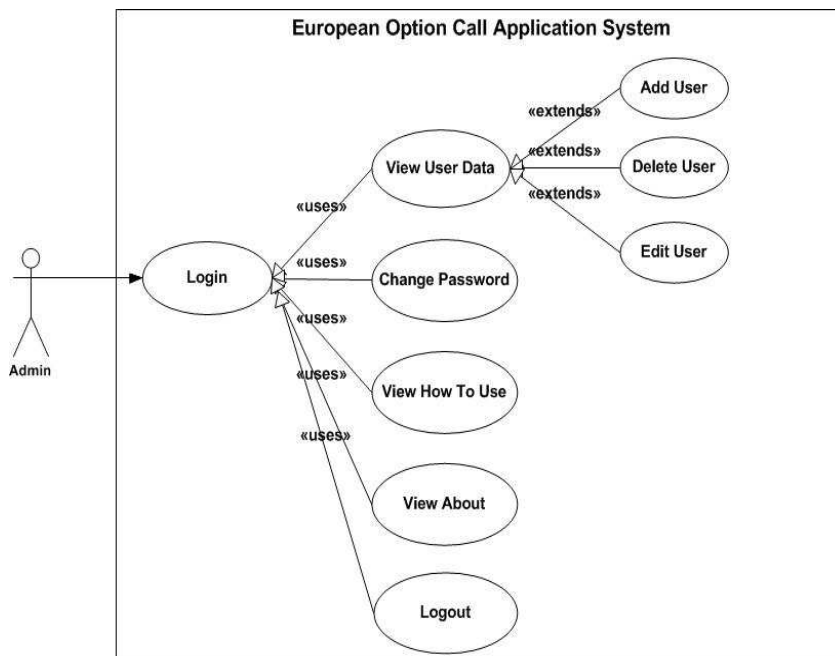 European Option Call Application System
Add User
«extends»
View User Data
«extends»
Delete User
«extends»
«uses»
Edit User
Login
«uses»
Change Password
«uses»
Admin
«uses»
View How To Use
«uses»
View About
Logout